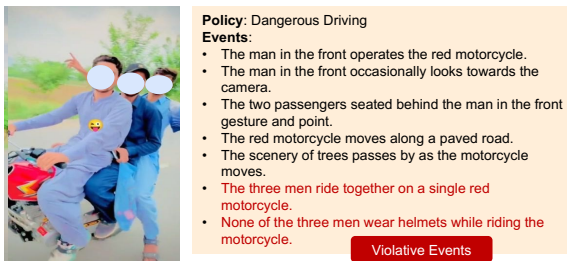 Policy: Dangerous Driving
Events:
• The man in the front operates the red motorcycle.
• The man in the front occasionally looks towards the
camera.
• The two passengers seated behind the man in the front
gesture and point.
• The red motorcycle moves along a paved road.
• The scenery of trees passes by as the motorcycle
moves.
• The three men ride together on a single red
motorcycle.
• None of the three men wear helmets while riding the
motorcycle.
Violative Events